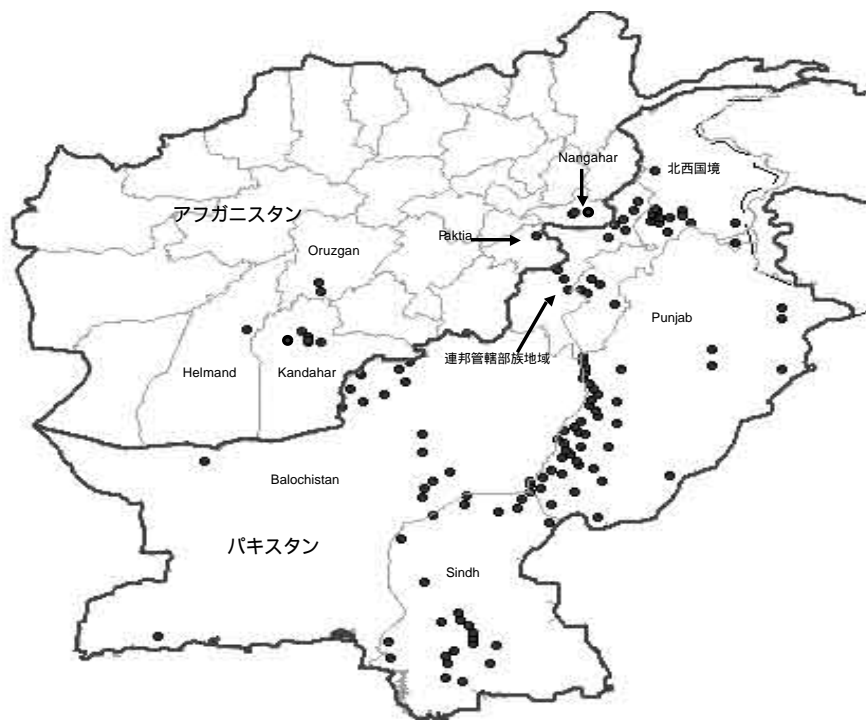 Nangahar
北西国境
アフガニスタン
Paktia
Oruzgan
Punjab
連邦管轄部族地域
Helmand
Kandahar
Balochistan
パキスタン
Sindh